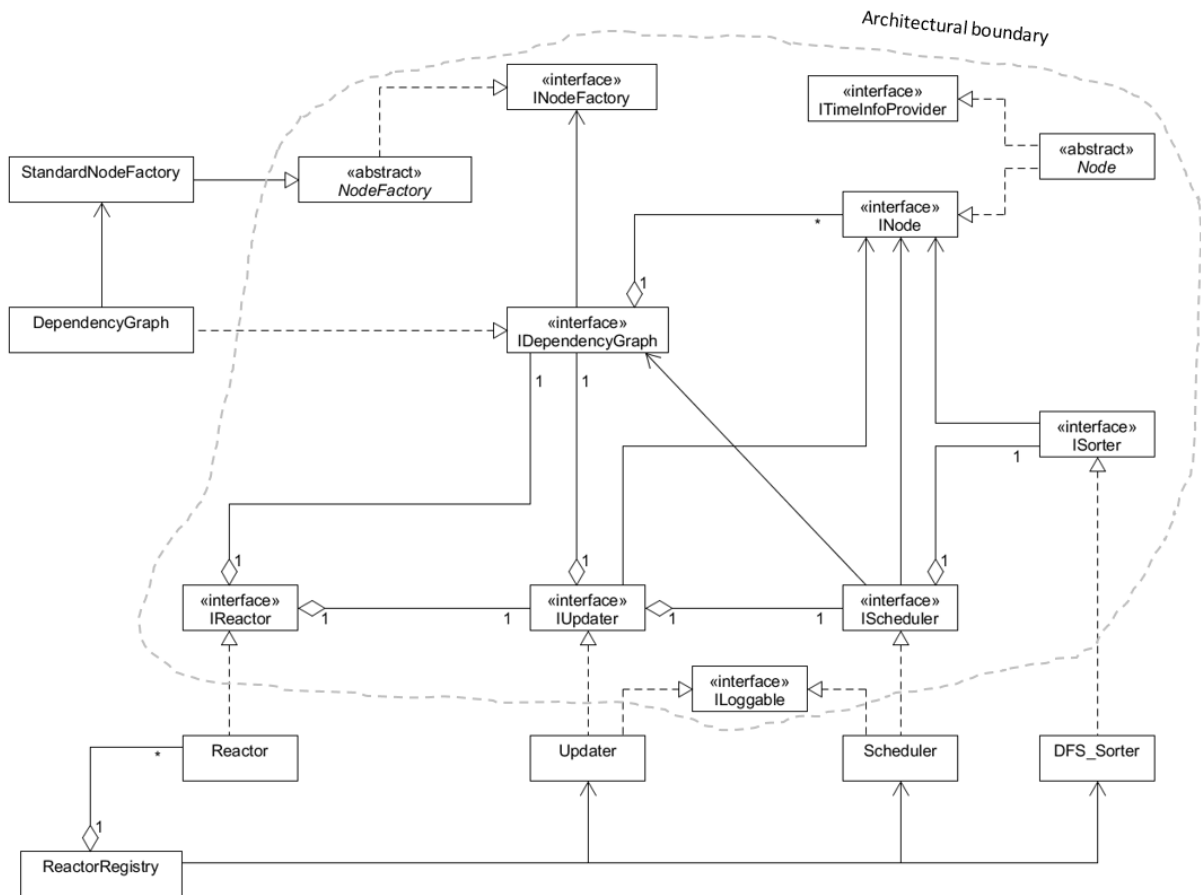 Architectural boundary
«interface»
INodeFactory
«interface»
ITimeInfoProvider
«abstract»
Node
StandardNodeFactory
«abstract»
NodeFactory
«interface»
INode
*
1
DependencyGraph
«interface»
IDependencyGraph
1
1
«interface»
ISorter
1
1
1
1
«interface»
IReactor
1
1
«interface»
IUpdater
1
1
«interface»
IScheduler
«interface»
ILoggable
*
Reactor
Updater
Scheduler
DFS_Sorter
1
ReactorRegistry